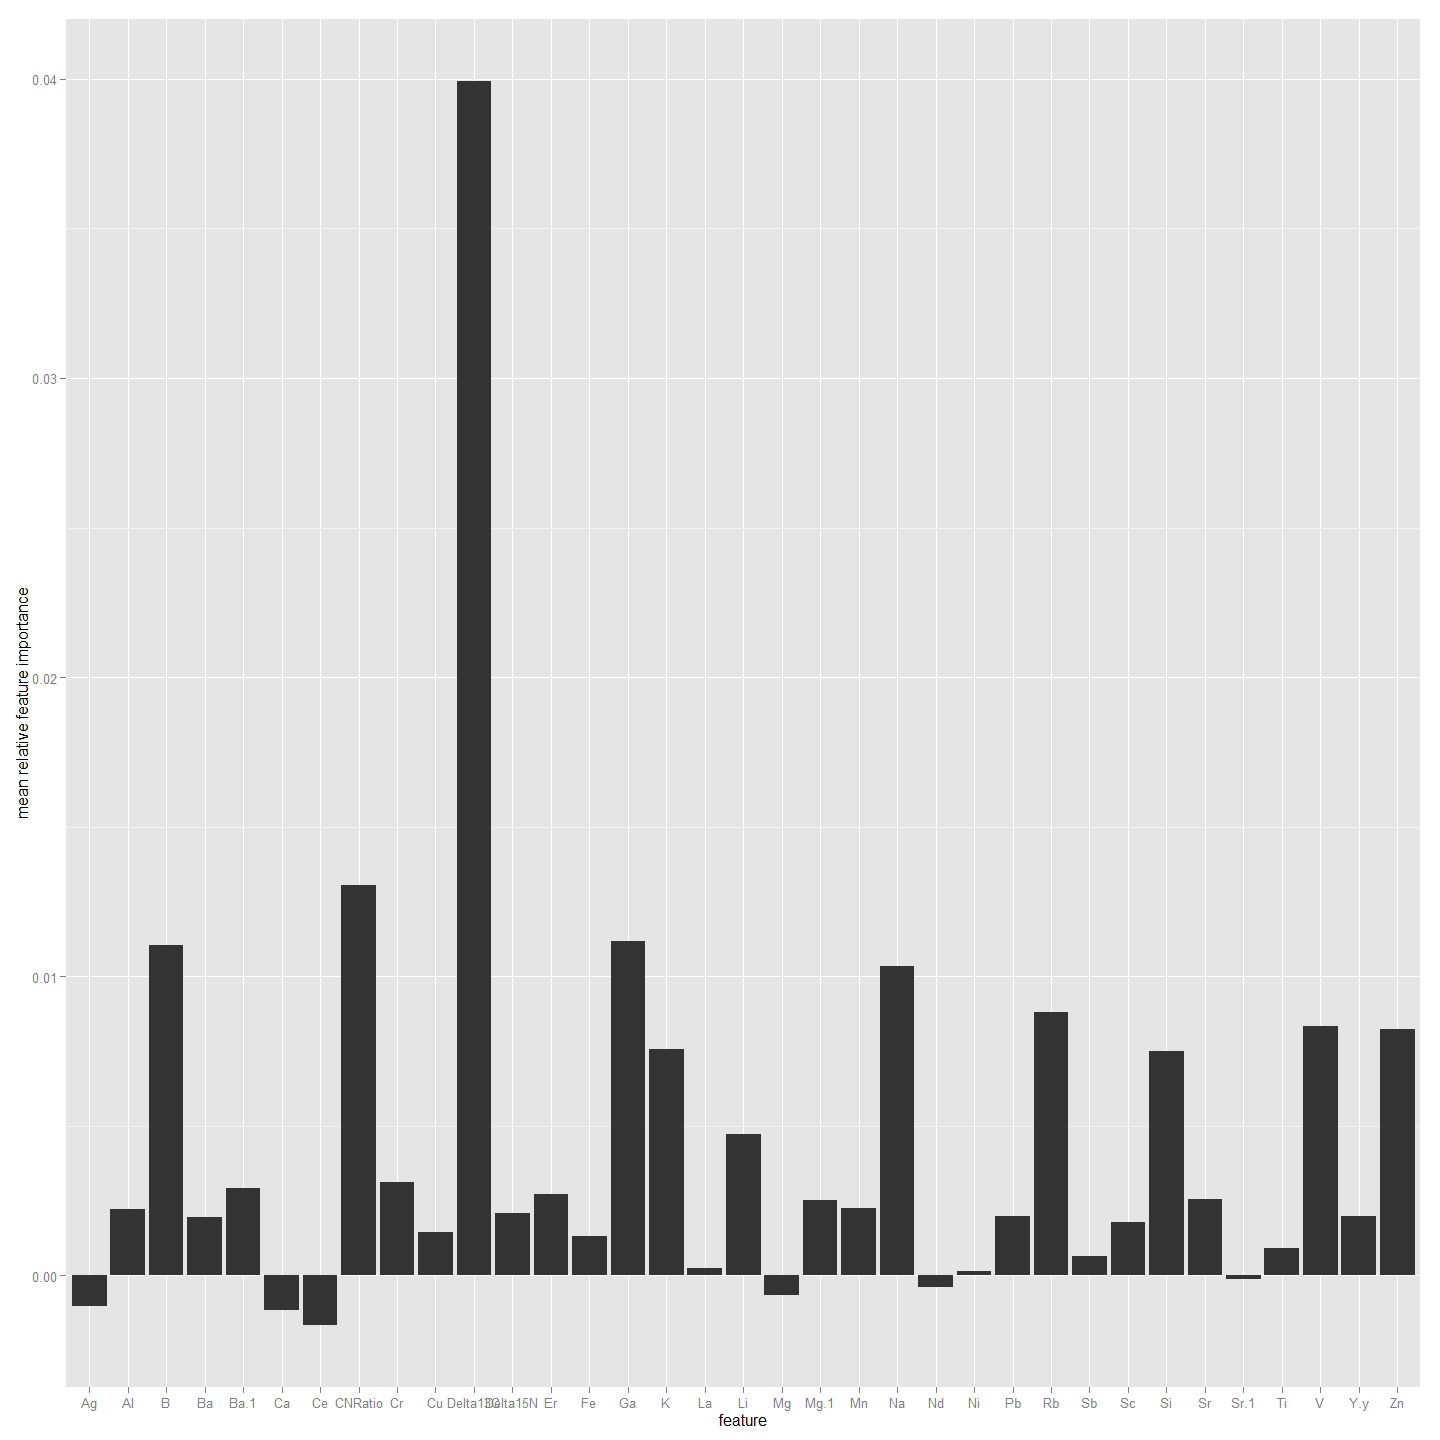 0.04
0.03
0.02
0.01
0.00
mean relative feature importance
Ag Al B Ba Ba.1 Ca Ce CNRatio Cr Cu Delta13C Delta15N Er Fe Ga K La Li Mg Mg.1 Mn Na Nd Ni Pb Rb Sb Sc Si Sr Sr.1 Ti V Y.y Zn
feature